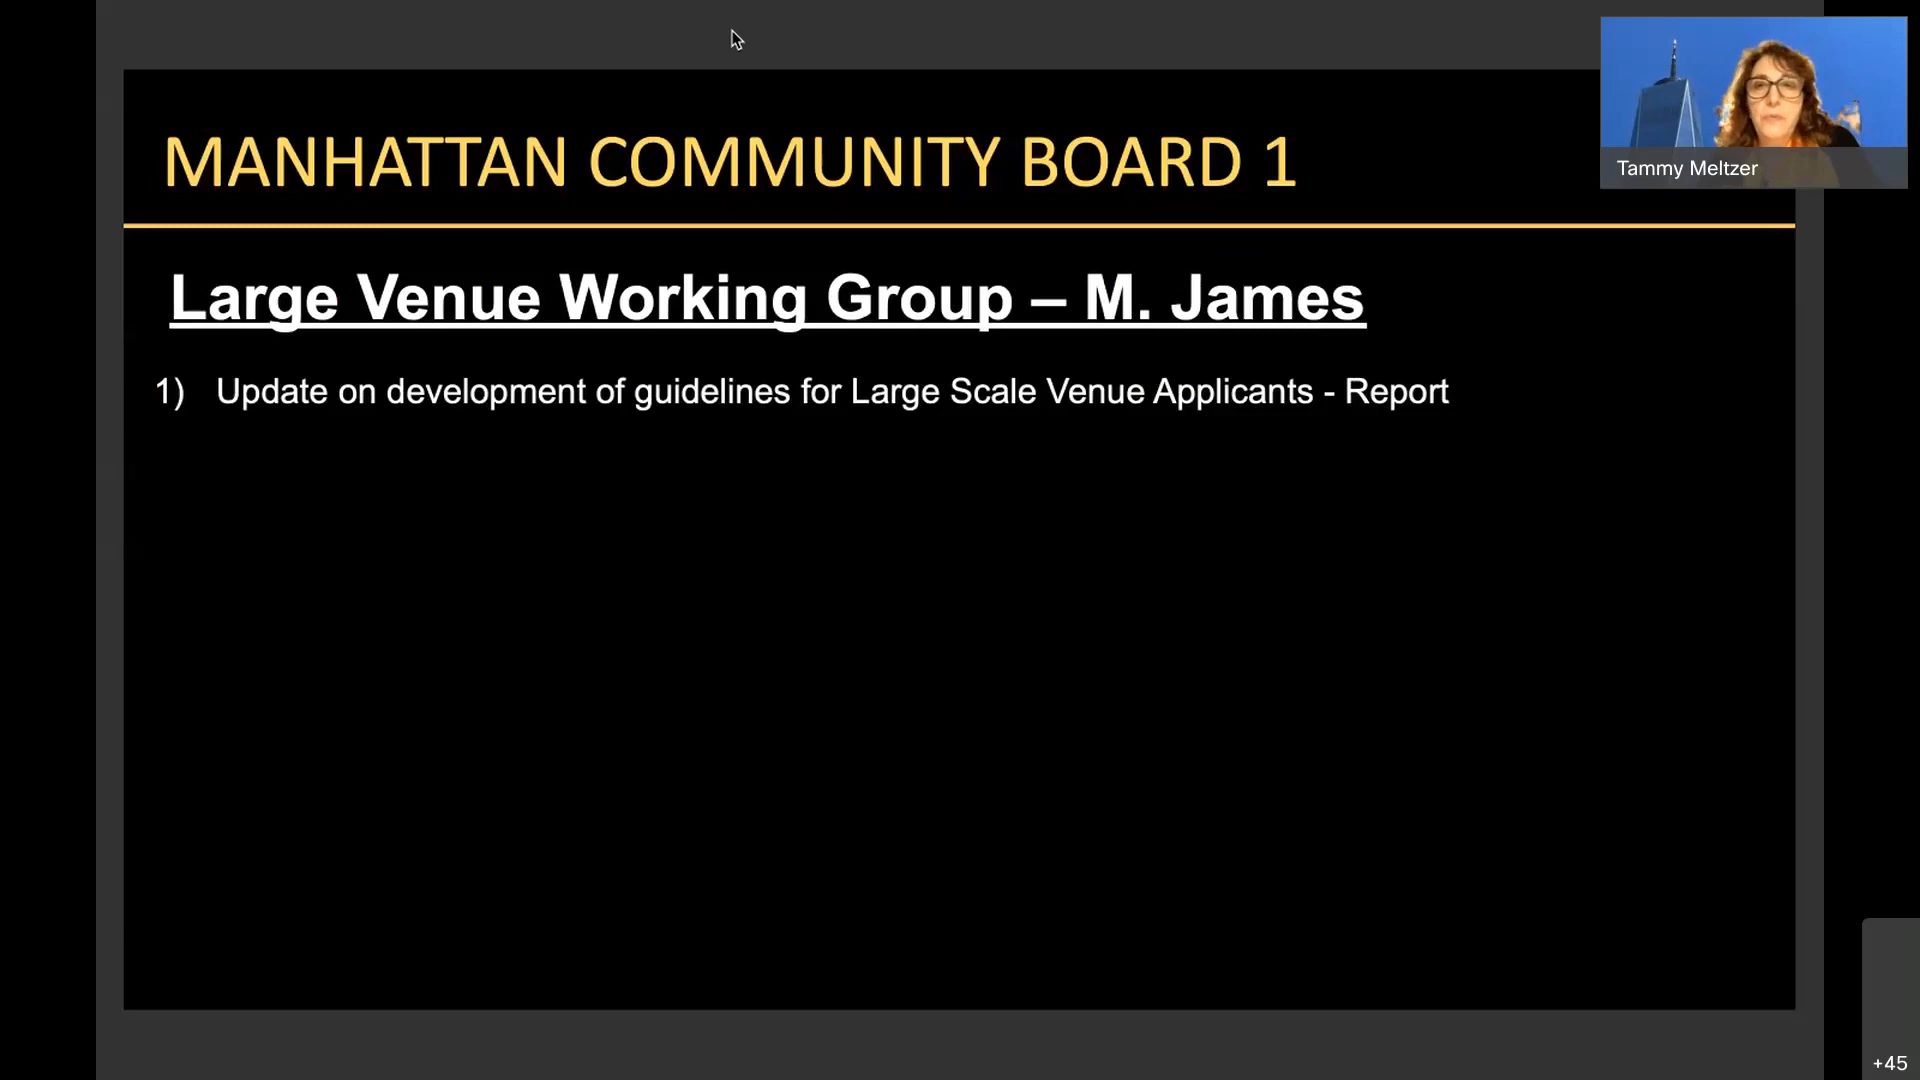 MANHATTAN COMMUNITY BOARD 1
Tammy Meltzer
Large Venue Working Group – M. James
1) Update on development of guidelines for Large Scale Venue Applicants - Report
+45